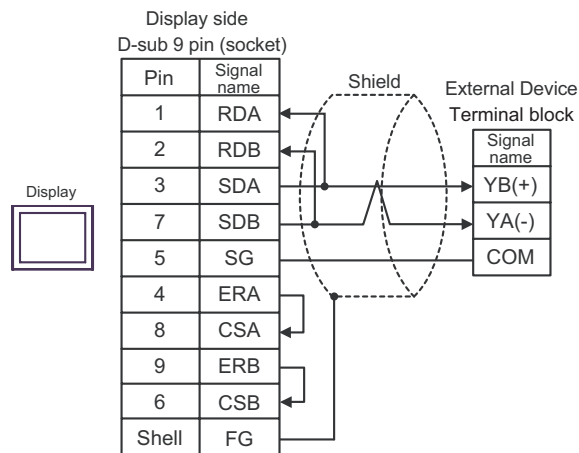 Display side
D-sub 9 pin (socket)
Pin Signal name
1 RDA
2 RDB
3 SDA
7 SDB
5 SG
4 ERA
8 CSA
9 ERB
6 CSB
Shell FG
Display
Shield
External Device
Terminal block
Signal
name
YB(+)
YA(-)
COM